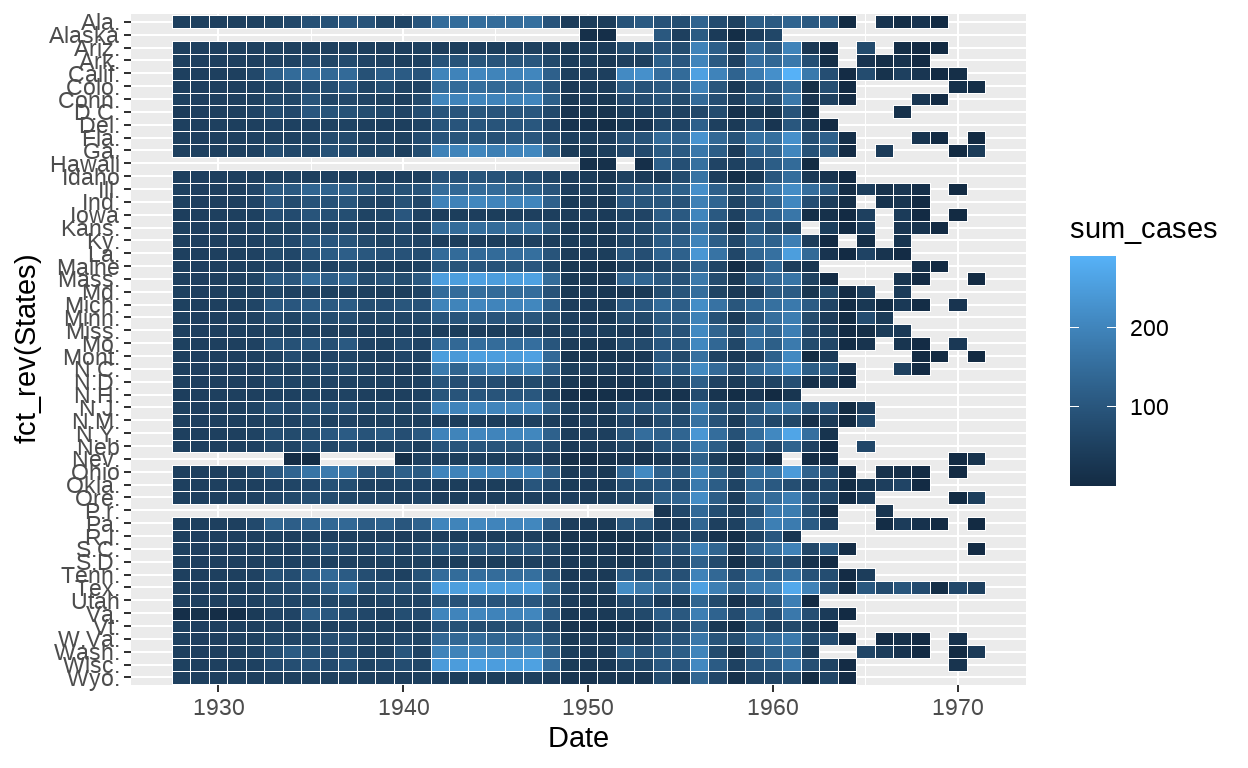 Ala.
Alaska
Ariz.
Ark.
Calif.
Colo.
Conn.
D.C.
Del.
Fla.
Ga.
Hawaii
Idaho
Ill.
Ind.
Iowa
Kans.
Ky.
La.
Maine
Mass.
Md.
Mich.
Minn.
Miss.
Mo.
Mont.
N.C.
N.D.
N.H.
N.J.
N.M.
N.Y.
Neb
Nev.
Ohio
Okla.
Ore.
P.r.
Pa.
R.I.
S.C.
S.D.
Tenn.
Tex.
Utah
Va.
Vt.
W.Va.
Wash.
Wisc.
Wyo.
fct_rev(States)
1930
1940
1950
1960
1970
Date
sum_cases
200
100